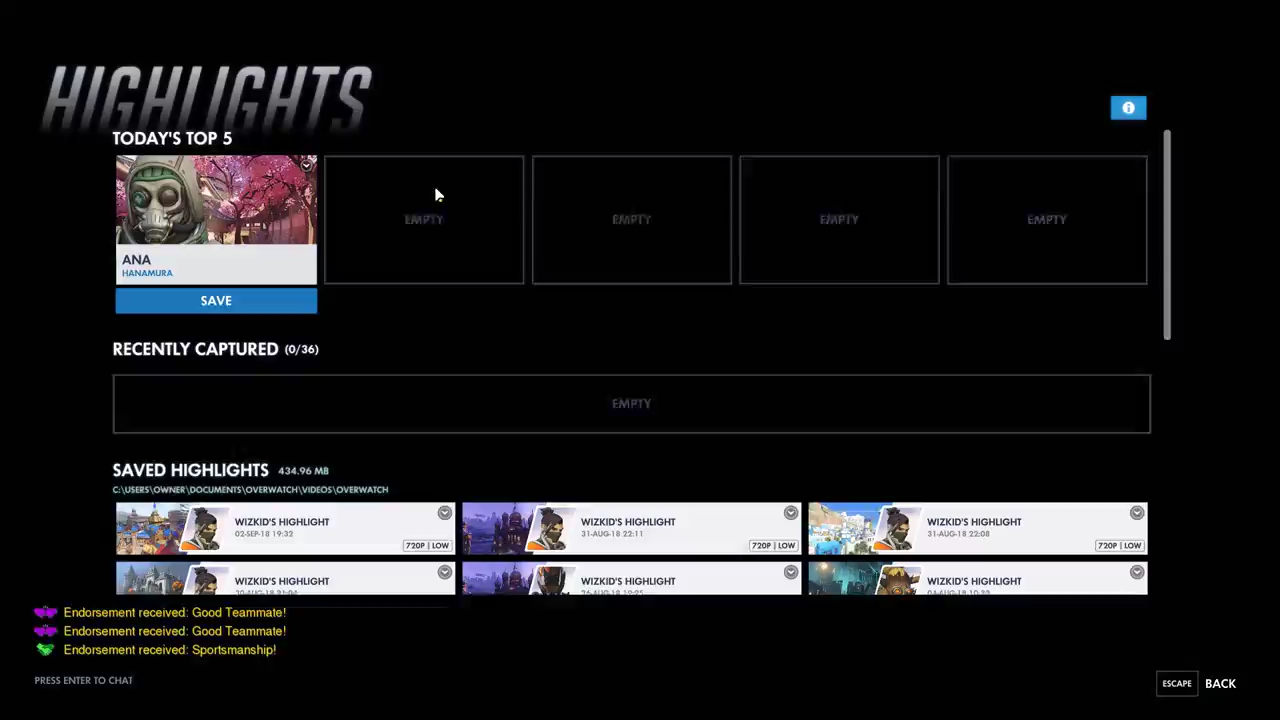 HIGHLIGHTS
TODAY'S TOP 5
EMPTY
EMPTY
EMPTY
EMPTY
ANA
HANAMURA
SAVE
RECENTLY CAPTURED (0/36)
EMPTY
SAVED HIGHLIGHTS 434.96 MB
C:\USERS\OWNER\DOCUMENTS\OVERWATCH\VIDEOS\OVERWATCH
WIZKID'S HIGHLIGHT
02-SEP-18 19:32
720P | LOW
WIZKID'S HIGHLIGHT
31-AUG-18 22:11
720P | LOW
WIZKID'S HIGHLIGHT
31-AUG-18 22:08
720P | LOW
WIZKID'S HIGHLIGHT
WIZKID'S HIGHLIGHT
WIZKID'S HIGHLIGHT
Endorsement received: Good Teammate!
Endorsement received: Good Teammate!
Endorsement received: Sportsmanship!
PRESS ENTER TO CHAT
ESCAPE BACK